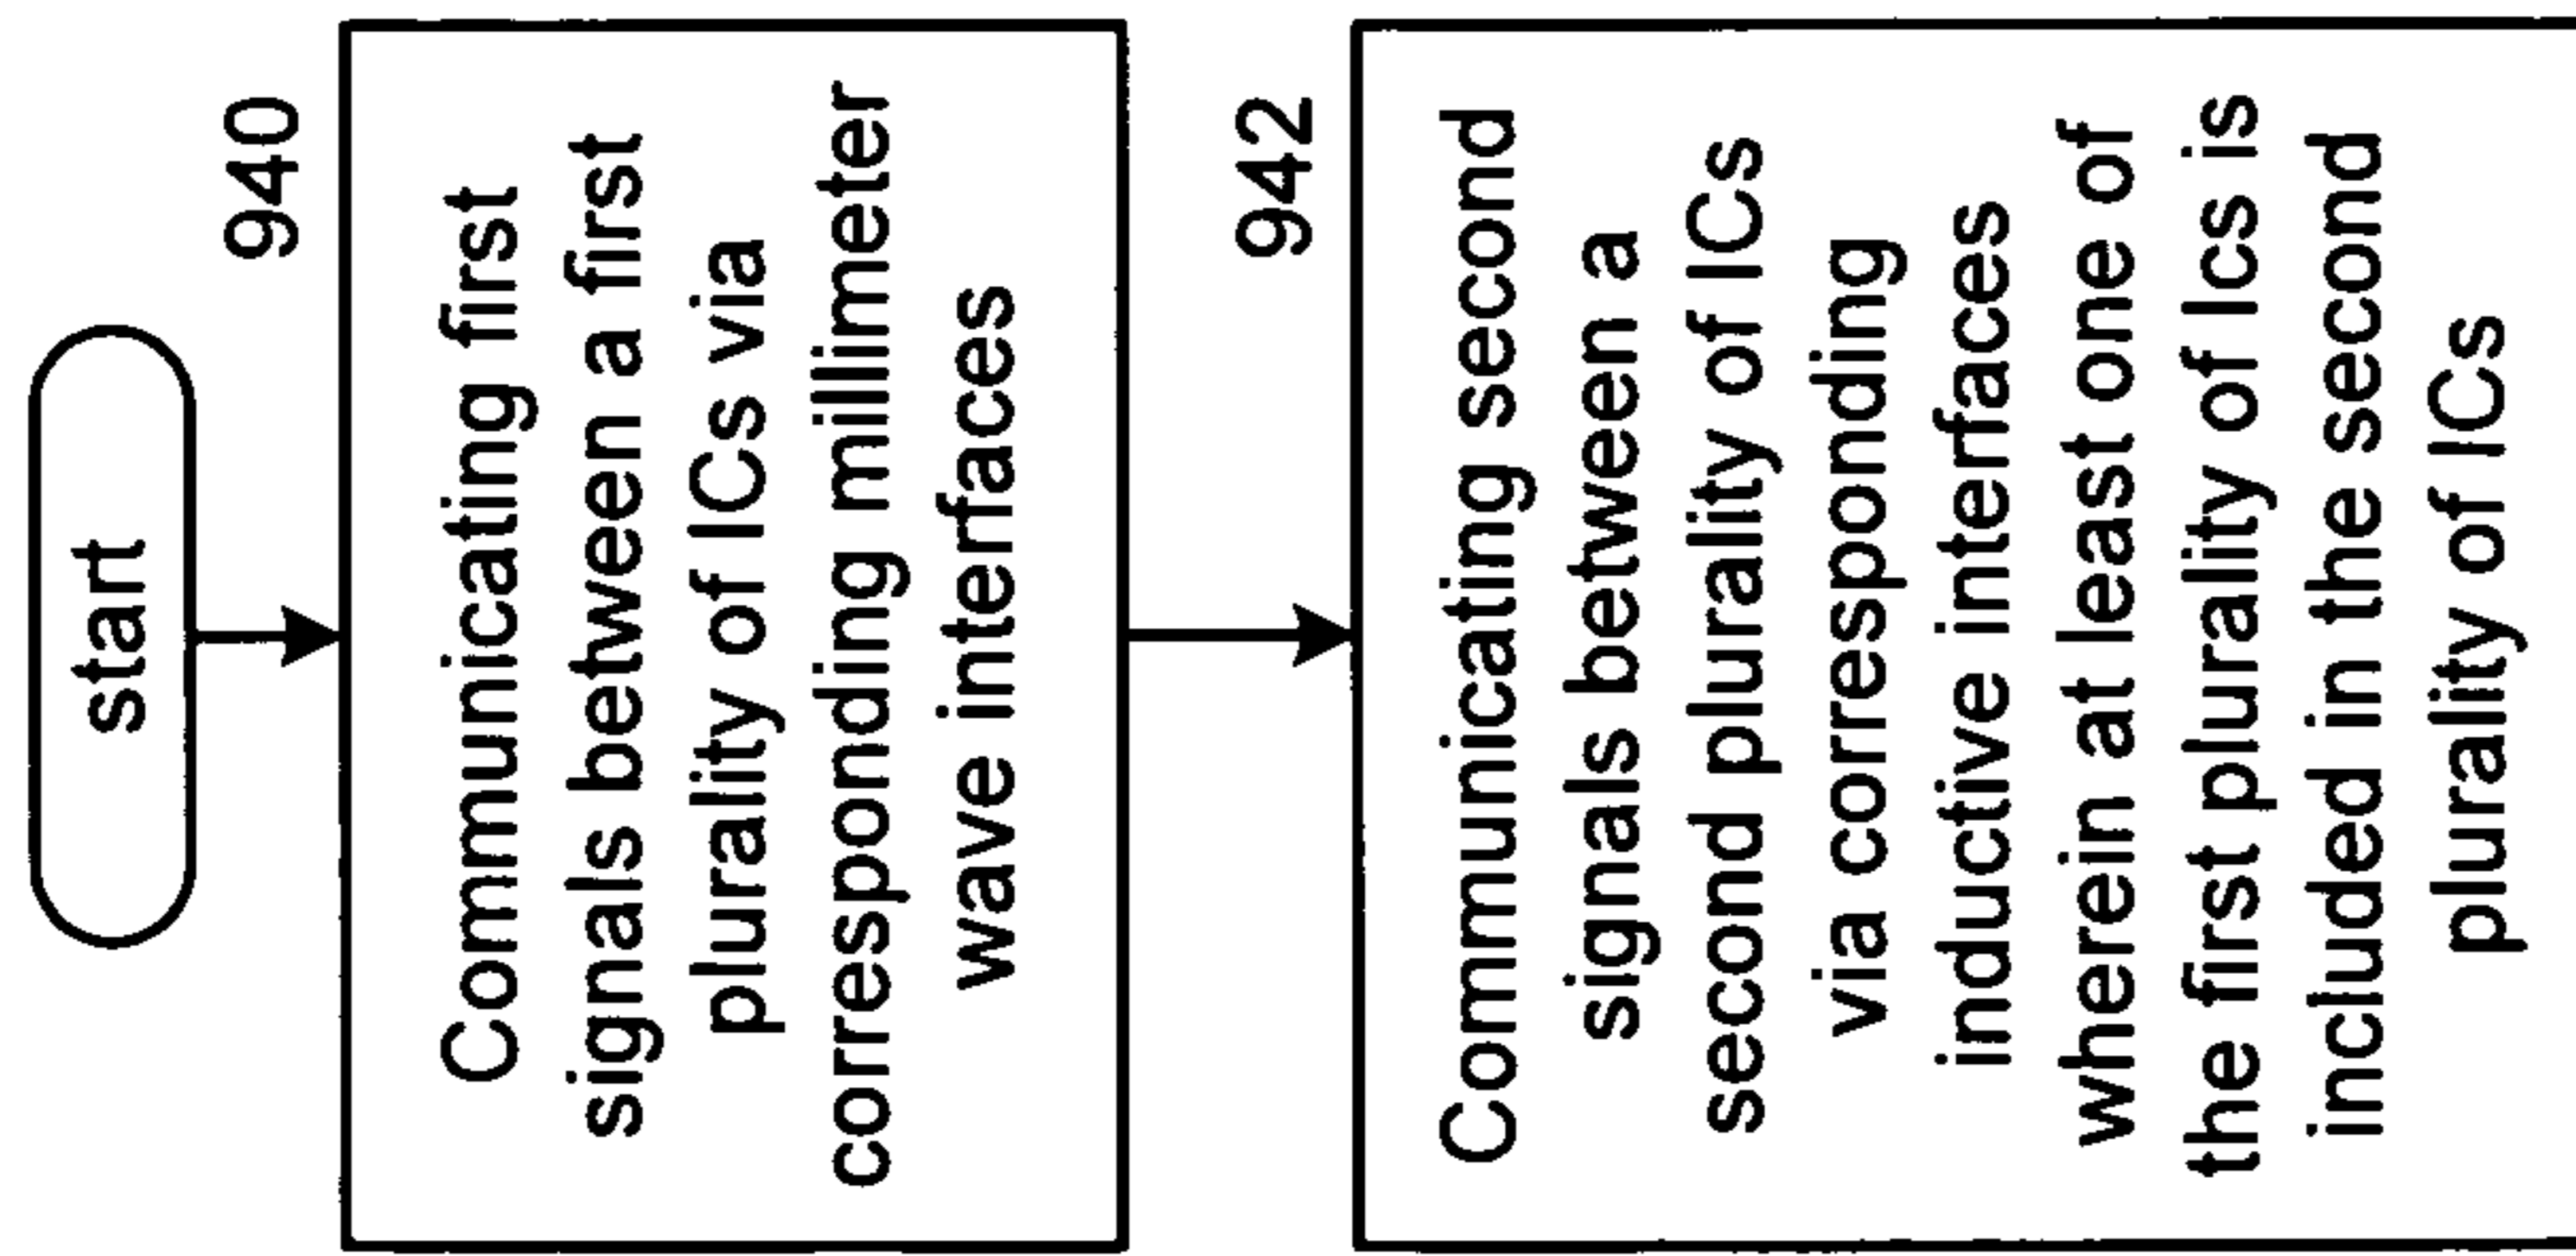 start
940
Communicating first
signals between a first
plurality of ICs via
corresponding millimeter
wave interfaces
942
Communicating second
signals between a
second plurality of ICs
via corresponding
inductive interfaces
wherein at least one of
the first plurality of Ics is
included in the second
plurality of ICs